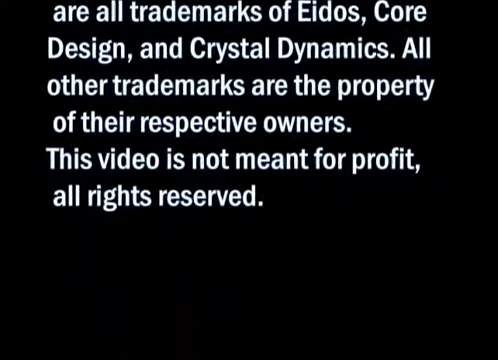 are all trademarks of Eidos, Core
Design, and Crystal Dynamics. All
other trademarks are the property
of their respective owners.
This video is not meant for profit,
all rights reserved.